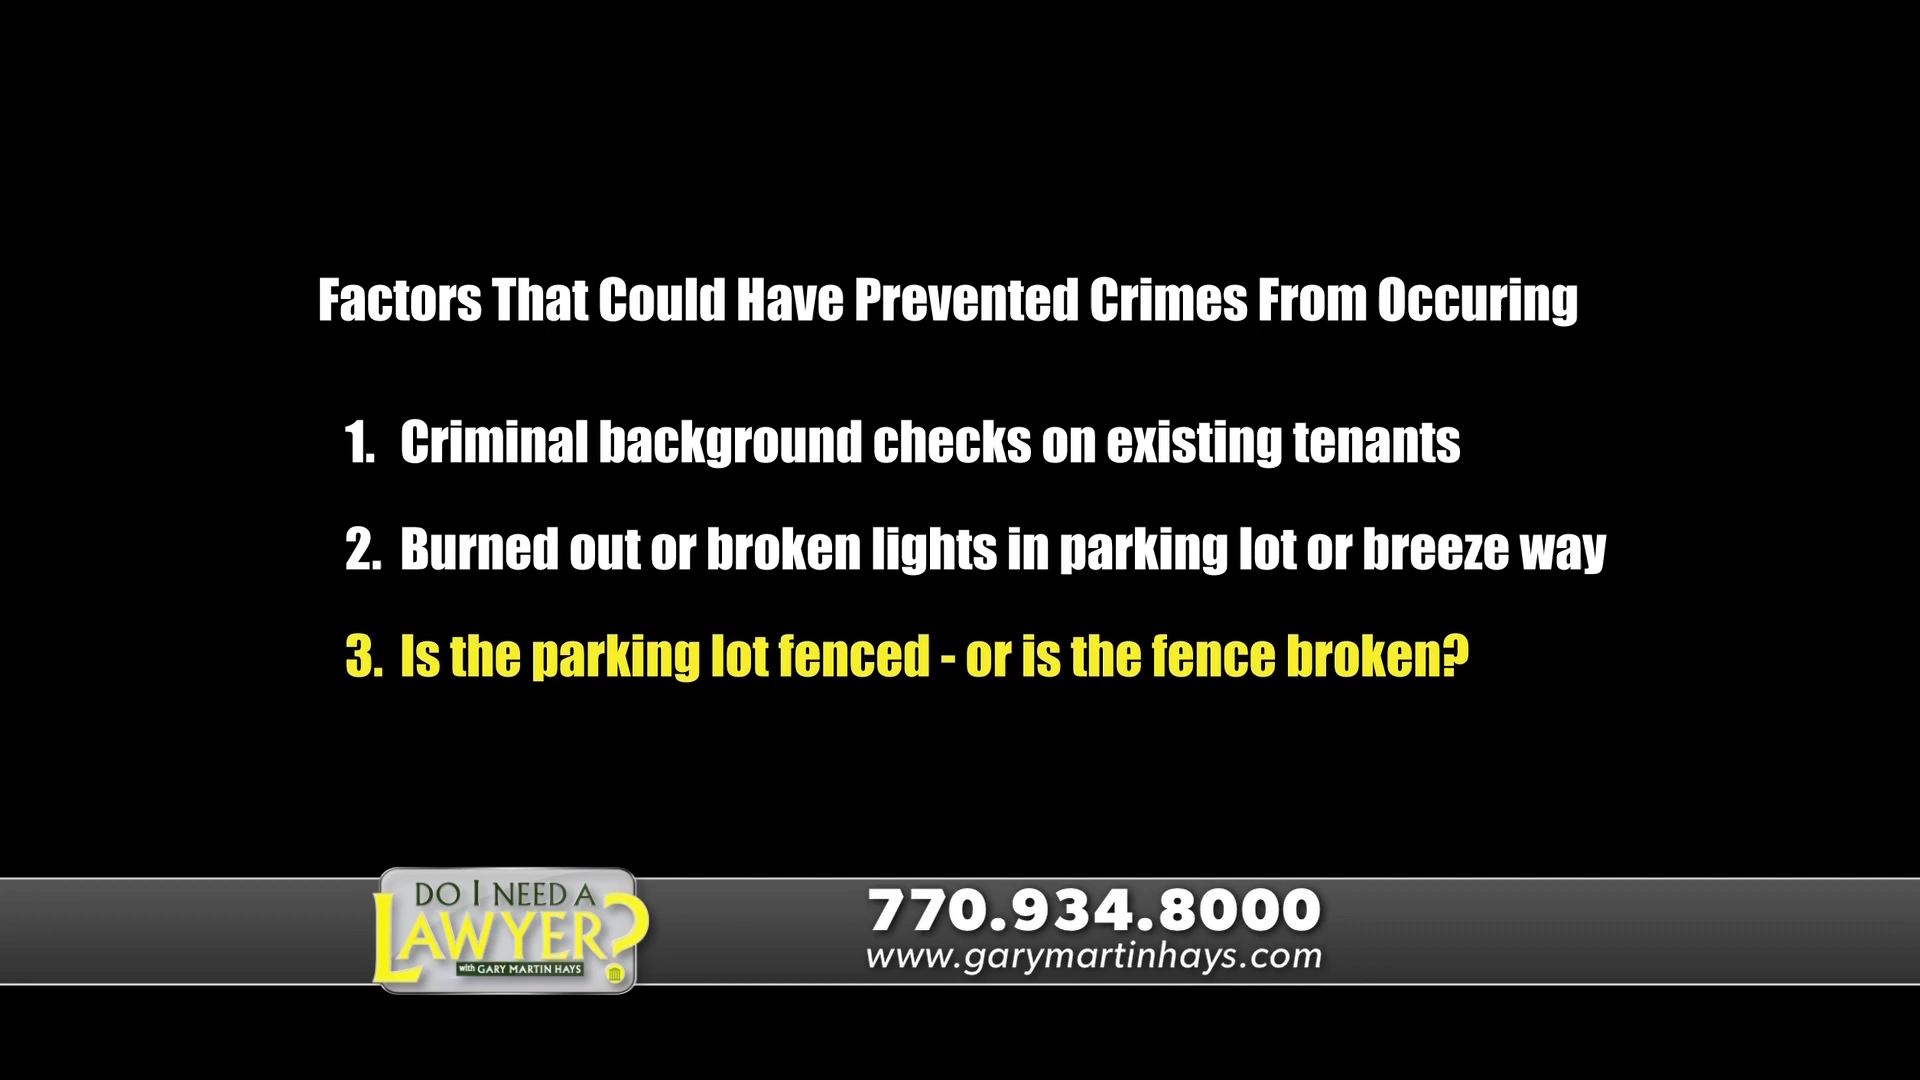 Factors That Could Have Prevented Crimes From Occuring
1. Criminal background checks on existing tenants
2. Burned out or broken lights in parking lot or breeze way
3. Is the parking lot fenced - or is the fence broken?
DO I NEED A
LAWYER?
with GARY MARTIN HAYS
770.934.8000
www.garymartinhays.com